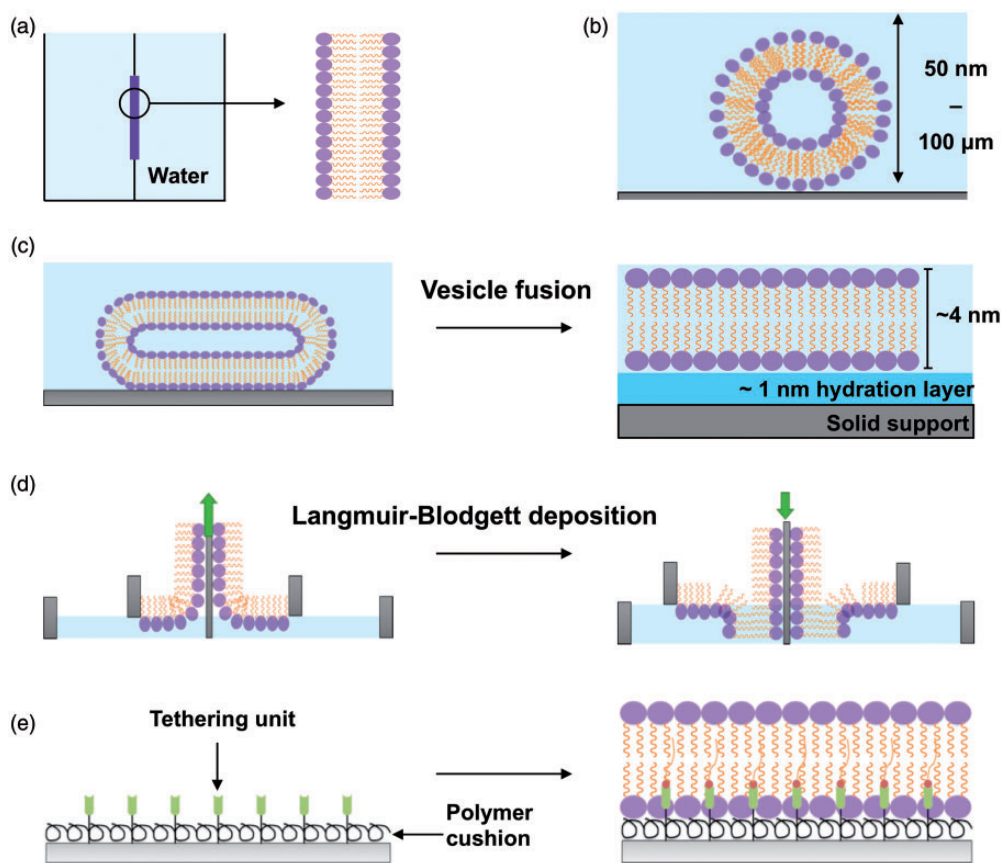 (a)
Water
(b)
50 nm
–
100 µm
(c)
Vesicle fusion
~4 nm
~ 1 nm hydration layer
Solid support
(d)
Langmuir-Blodgett deposition
(e)
Tethering unit
Polymer
cushion